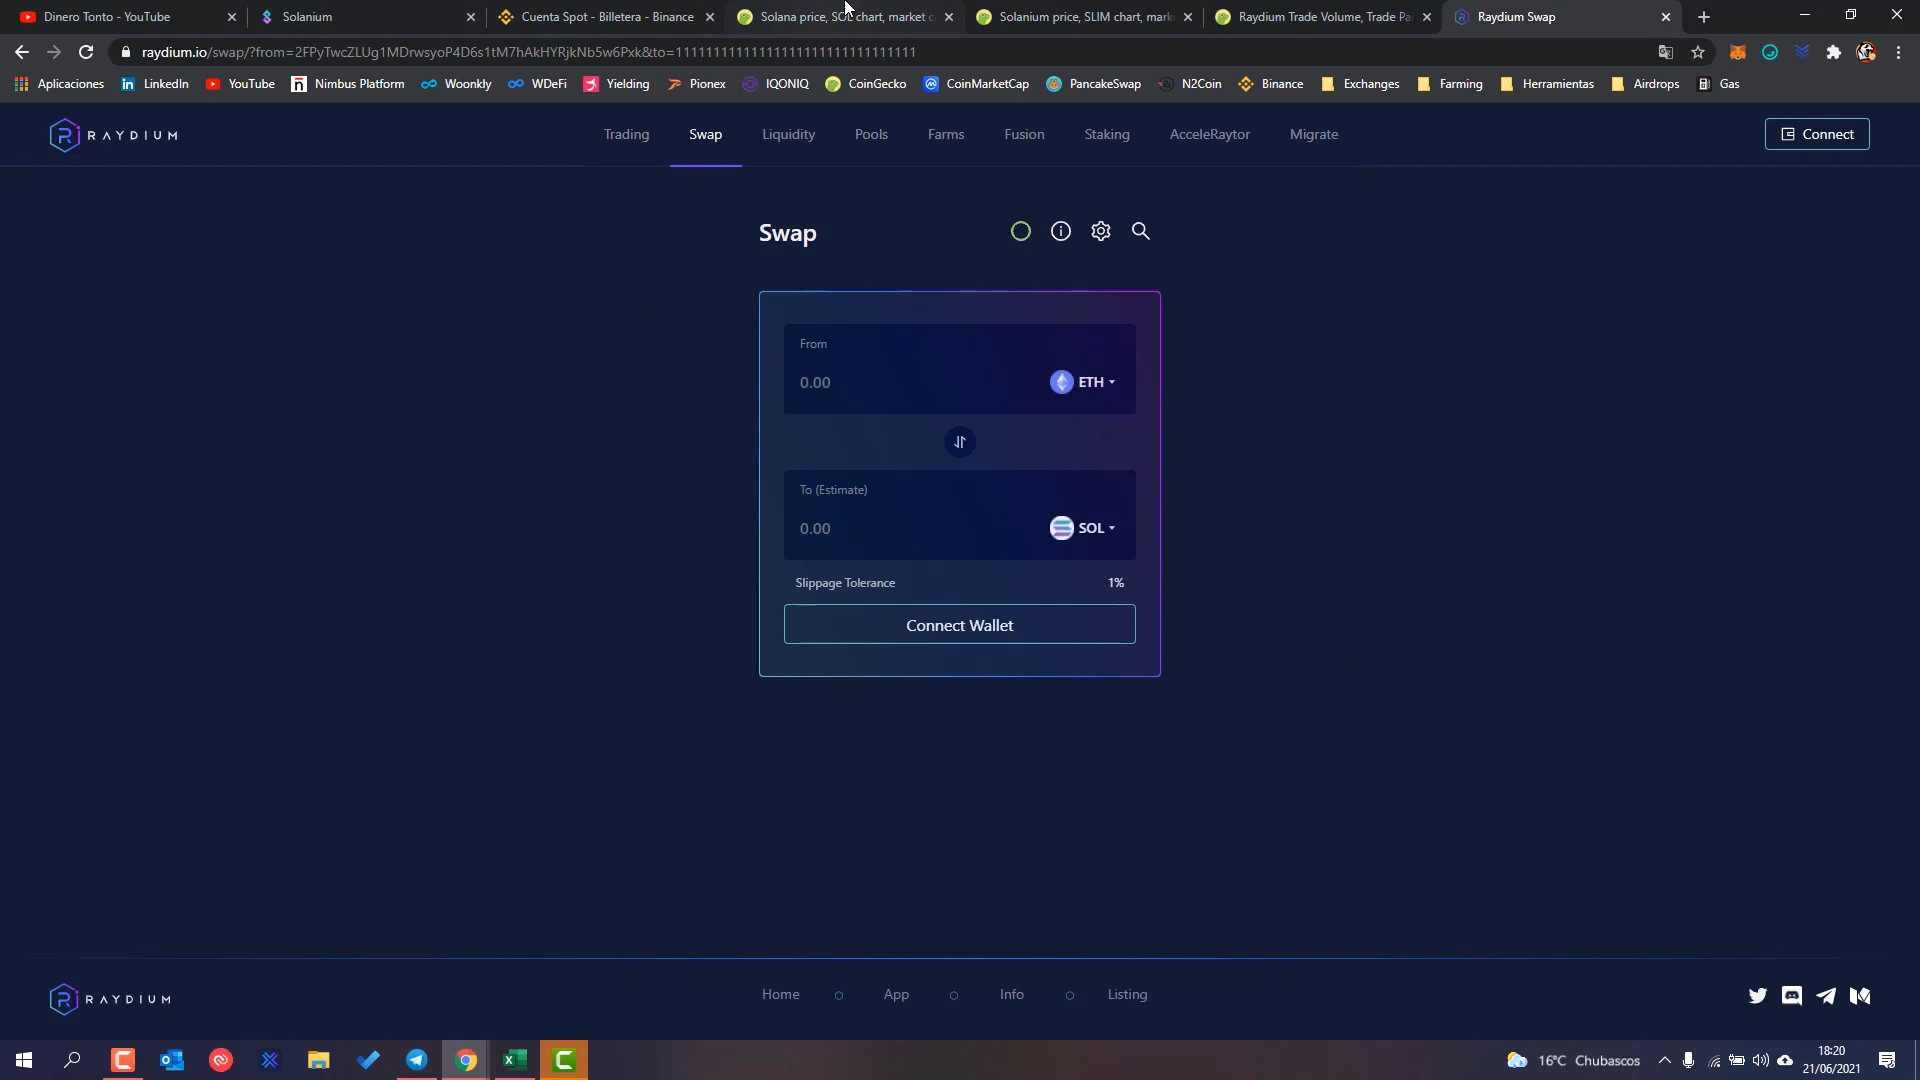 Dinero Tonto - YouTube
Solanium
Cuenta Spot - Billetera - Binance
Solana price, SOL chart, market c
Solanium price, SLIM chart, mark
Raydium Trade Volume, Trade Pa
Raydium Swap
raydium.io/swap/?from=2FPyTwcZLUg1MDrwsyoP4D6s1tM7hAkHYRjkNb5w6Pxk&to=11111111111111111111111111111111
Aplicaciones
LinkedIn
YouTube
Nimbus Platform
Woonkly
WDeFi
Yielding
Pionex
IQONIQ
CoinGecko
CoinMarketCap
PancakeSwap
N2Coin
Binance
Exchanges
Farming
Herramientas
Airdrops
Gas
RAYDIUM
Trading
Swap
Liquidity
Pools
Farms
Fusion
Staking
AcceleRaytor
Migrate
Connect
Swap
From
0.00
ETH
To (Estimate)
0.00
SOL
Slippage Tolerance
1%
Connect Wallet
RAYDIUM
Home
App
Info
Listing
16°C Chubascos
18:20
21/06/2021